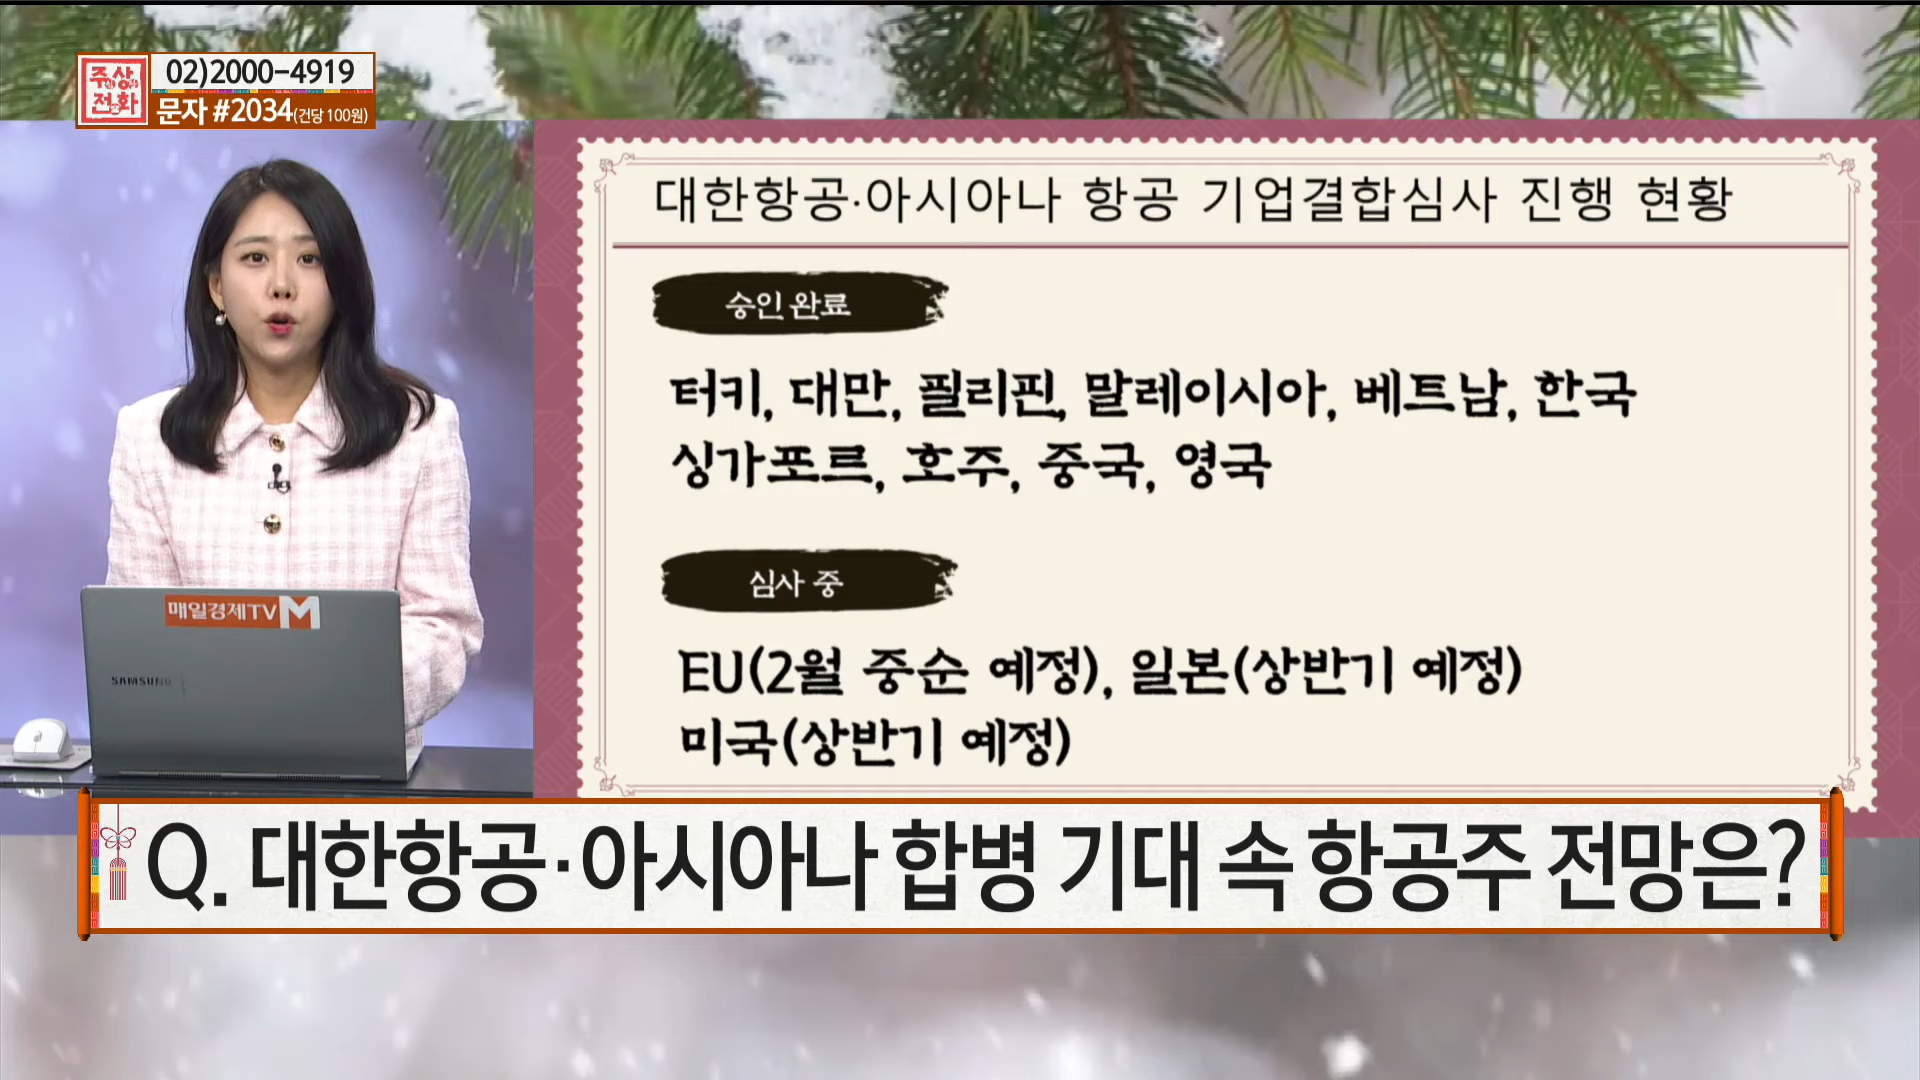 주상
전화
02)2000-4919
문자 #2034(건당 100원)
대한항공·아시아나 항공 기업결합심사 진행 현황
승인 완료
터키, 대만, 필리핀, 말레이시아, 베트남, 한국
싱가포르, 호주, 중국, 영국
심사 중
EU(2월 중순 예정), 일본(상반기 예정)
미국(상반기 예정)
매일경제TV M
SAMSUNG
Q. 대한항공·아시아나 합병 기대 속 항공주 전망은?